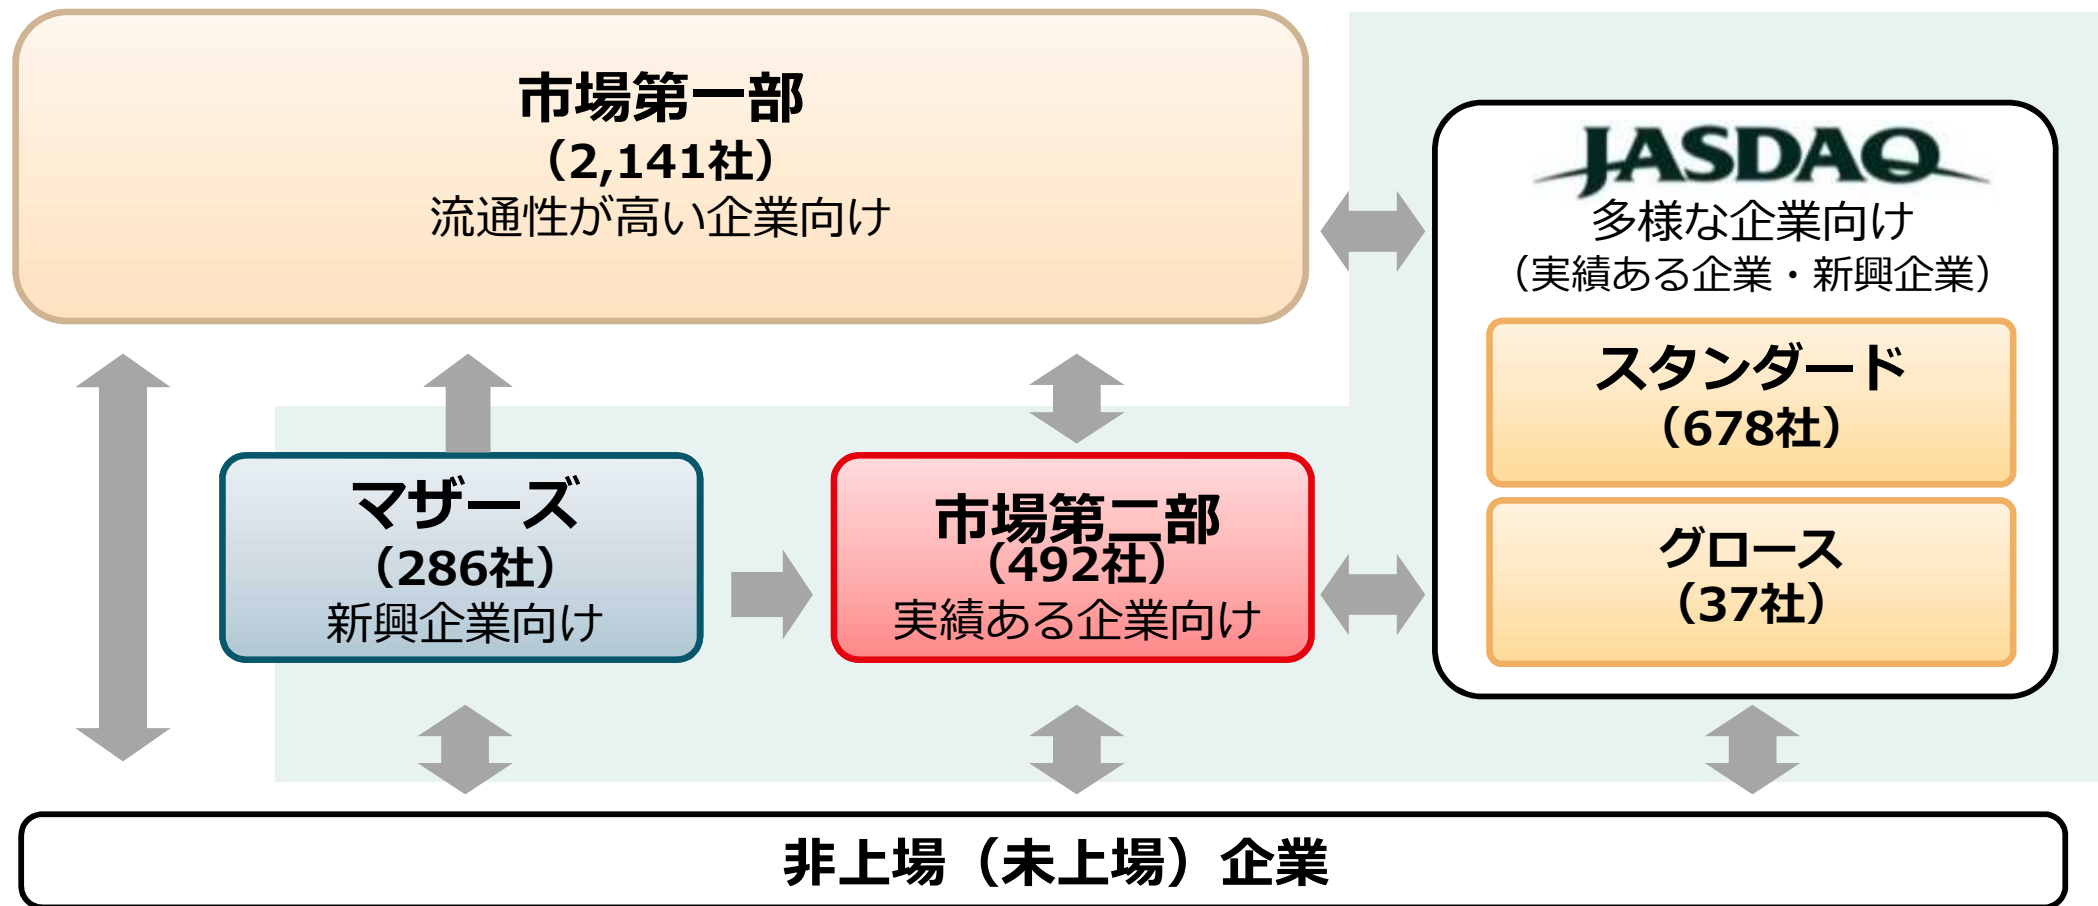 市場第一部
（2,141社）
流通性が高い企業向け
JASDAQ
多様な企業向け
（実績ある企業・新興企業）
スタンダード
（678社）
グロース
（37社）
マザーズ
（286社）
新興企業向け
市場第二部
（492社）
実績ある企業向け
非上場（未上場）企業